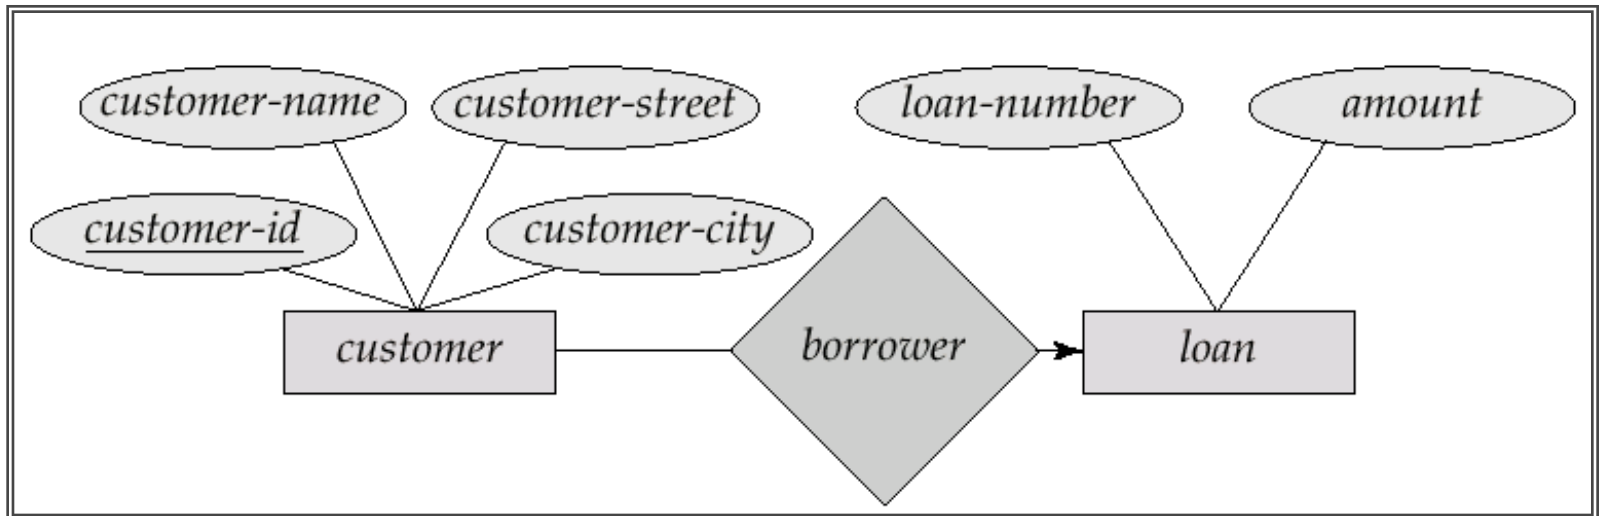 customer-name
customer-street
loan-number
amount
customer-id
customer-city
customer
borrower
loan